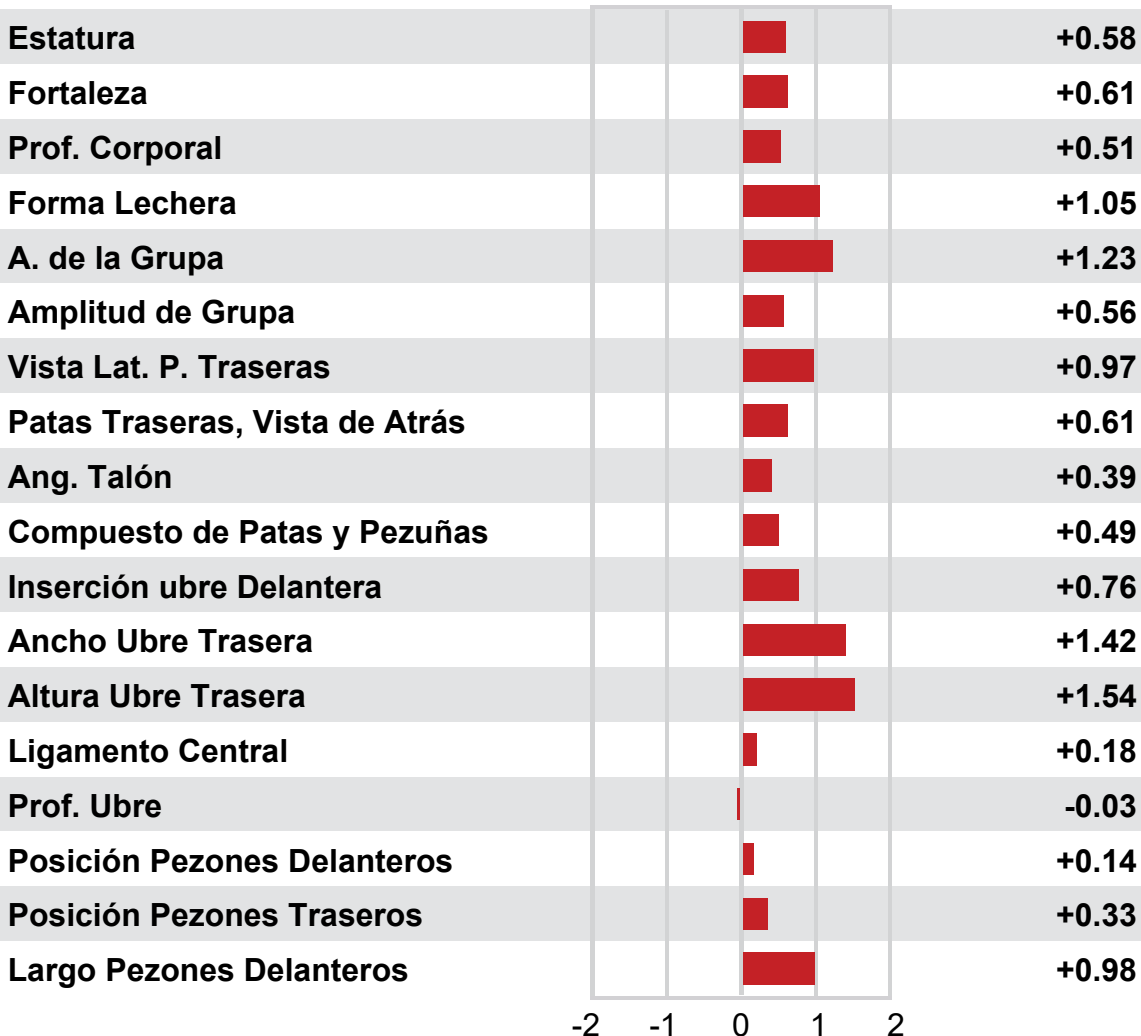 Estatura +0.58
Fortaleza +0.61
Prof. Corporal +0.51
Forma Lechera +1.05
A. de la Grupa +1.23
Amplitud de Grupa +0.56
Vista Lat. P. Traseras +0.97
Patas Traseras, Vista de Atrás +0.61
Ang. Talón +0.39
Compuesto de Patas y Pezuñas +0.49
Inserción ubre Delantera +0.76
Ancho Ubre Trasera +1.42
Altura Ubre Trasera +1.54
Ligamento Central +0.18
Prof. Ubre -0.03
Posición Pezones Delanteros +0.14
Posición Pezones Traseros +0.33
Largo Pezones Delanteros +0.98
-2 -1 0 1 2